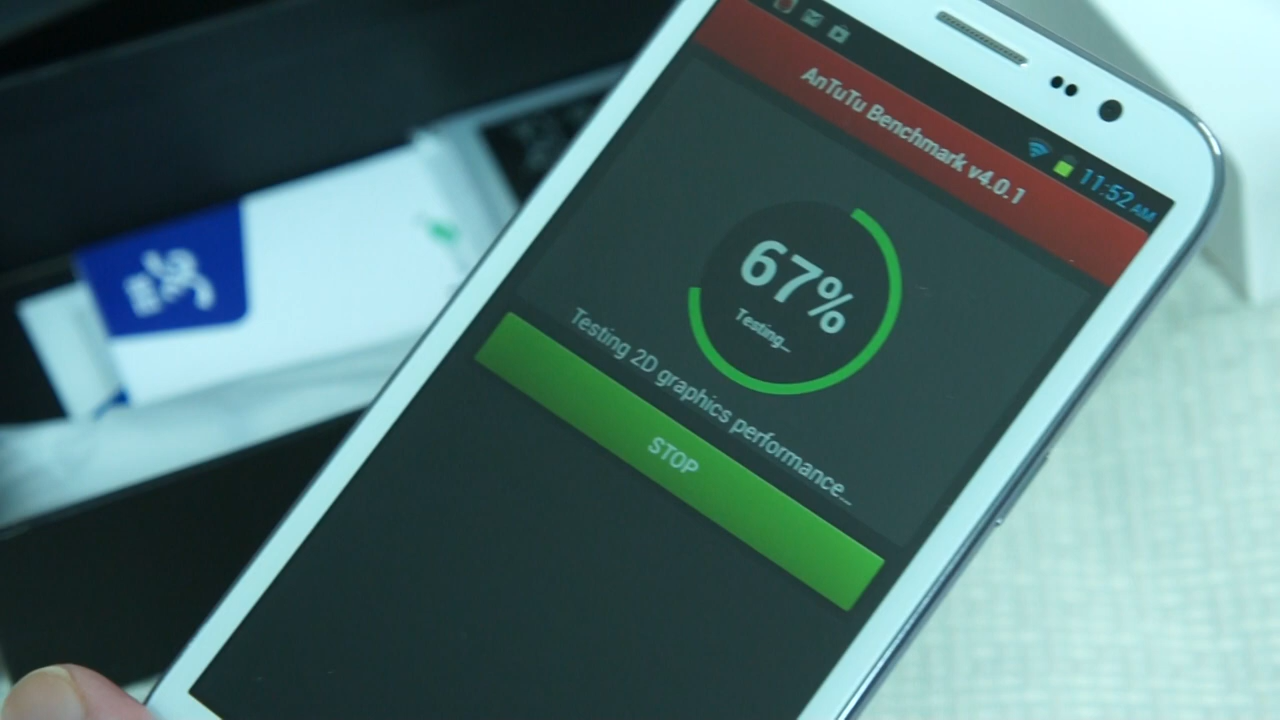 11:52 AM
AnTuTu Benchmark v4.0.1
67%
Testing...
Testing 2D graphics performance...
STOP